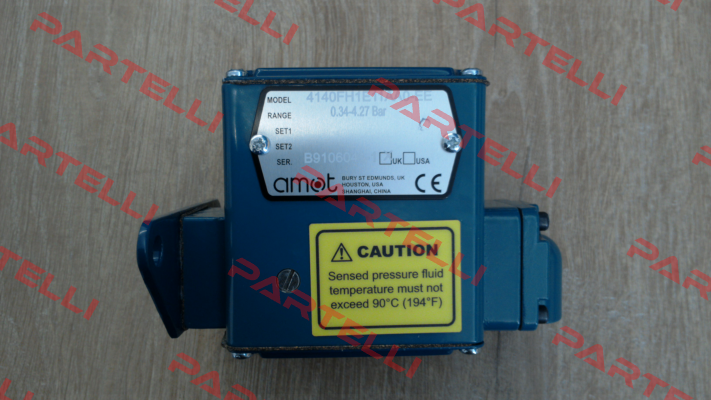 MODEL
RANGE 0.34-4.27 Bar
SET1
SET2
SER. UK USA
amot
BURY ST EDMUNDS, UK
HOUSTON, USA
SHANGHAI, CHINA
CE
CAUTION
Sensed pressure fluid
temperature must not
exceed 90°C (194°F)
PARTELLI
PARTELLI
PARTELLI
PARTELLI
PARTELLI
PARTELLI